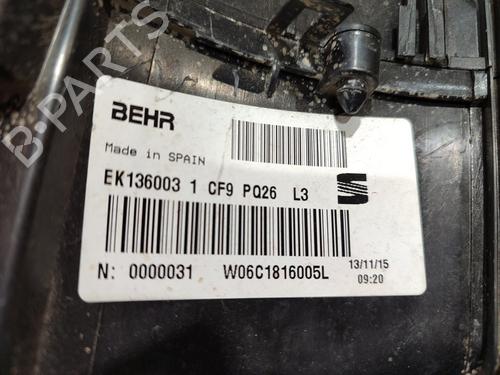 BEHR
Made in SPAIN
EK136003 1 CF9 PQ26 L3
N: 0000031 W06C1816005L
13/11/15
09:20
B-PARTS